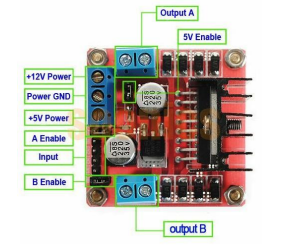 Output A
5V Enable
+12V Power
Power GND
+5V Power
A Enable
Input
B Enable
output B